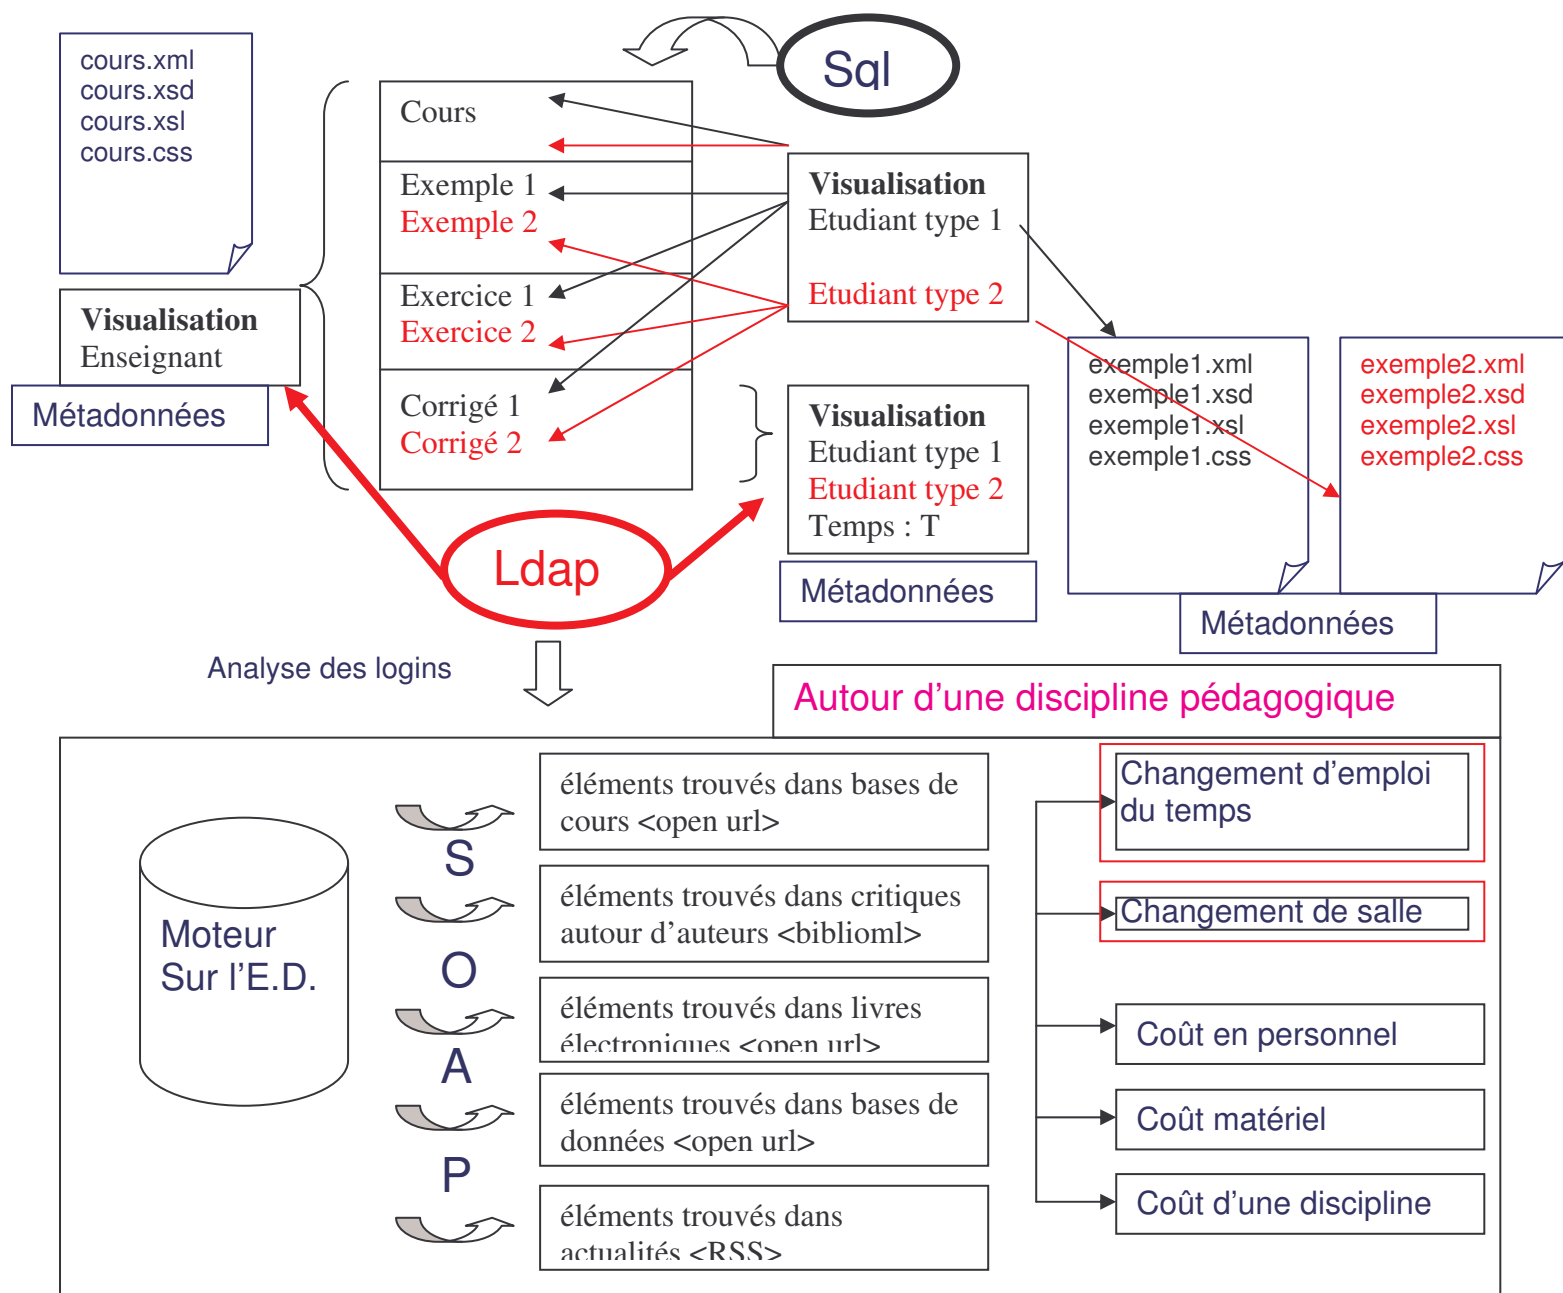 Sql
cours.xml
cours.xsd
cours.xsl
cours.css
Visualisation
Enseignant
Métadonnées
Cours
Exemple 1
Exemple 2
Exercice 1
Exercice 2
Corrigé 1
Corrigé 2
Visualisation
Etudiant type 1
Etudiant type 2
Visualisation
Etudiant type 1
Etudiant type 2
Temps : T
Métadonnées
exemple1.xml
exemple1.xsd
exemple1.xsl
exemple1.css
exemple2.xml
exemple2.xsd
exemple2.xsl
exemple2.css
Métadonnées
Ldap
Analyse des logins
Autour d’une discipline pédagogique
Moteur
Sur l’E.D.
S
O
A
P
éléments trouvés dans bases de
cours <open url>
éléments trouvés dans critiques
autour d’auteurs <biblioml>
éléments trouvés dans livres
électroniques <open url>
éléments trouvés dans bases de
données <open url>
éléments trouvés dans
actualités <RSS>
Changement d’emploi
du temps
Changement de salle
Coût en personnel
Coût matériel
Coût d’une discipline